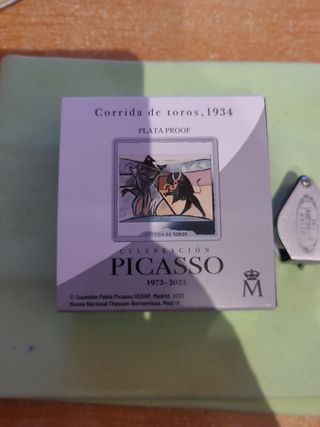 Corrida de toros, 1934
PLATA PROOF
CORRIDA DE TOROS
CELEBRACIÓN
PICASSO
1973-2023
M
© Sucesión Pablo Picasso.VEGAP, Madrid, 2023
Museo Nacional Thyssen-Bornemisza, Madrid